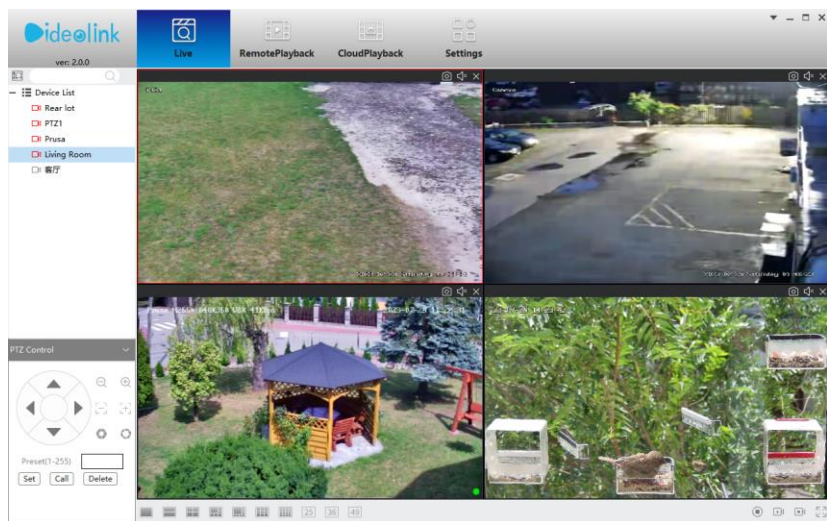 ideolink
ver: 2.0.0
Live
RemotePlayback
CloudPlayback
Settings
Device List
Rear lot
PTZ1
Prusa
Living Room
客厅
PTZ Control
Preset(1-255)
Set
Call
Delete
25
36
49